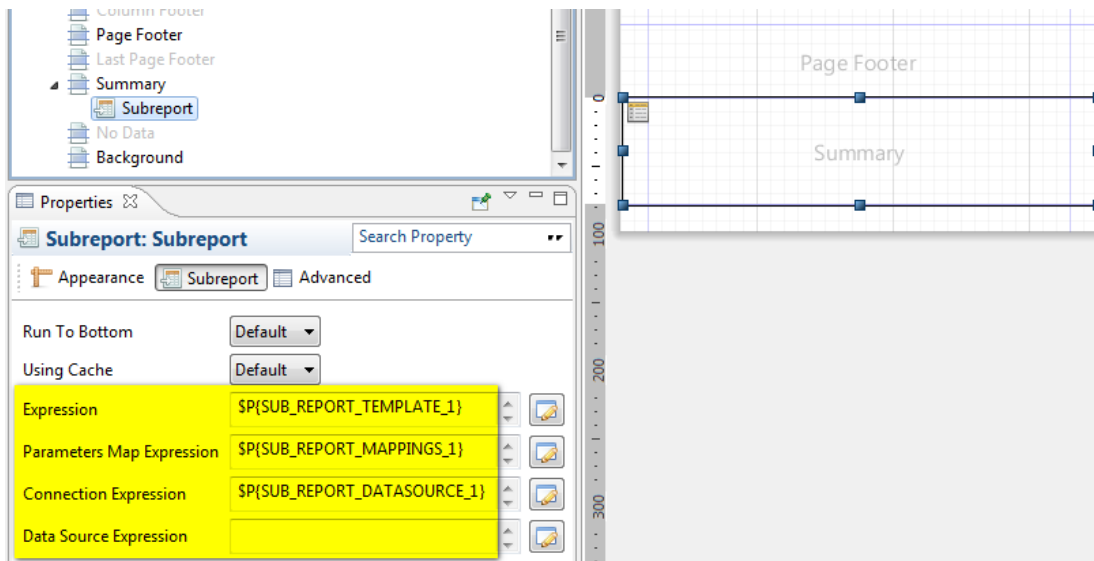 Column Footer
Page Footer
Last Page Footer
Summary
Subreport
No Data
Background
Properties
Subreport: Subreport
Search Property
Appearance
Subreport
Advanced
Run To Bottom
Default
Using Cache
Default
Expression
$P{SUB_REPORT_TEMPLATE_1}
Parameters Map Expression
$P{SUB_REPORT_MAPPINGS_1}
Connection Expression
$P{SUB_REPORT_DATASOURCE_1}
Data Source Expression
Page Footer
0
Summary
100
200
300